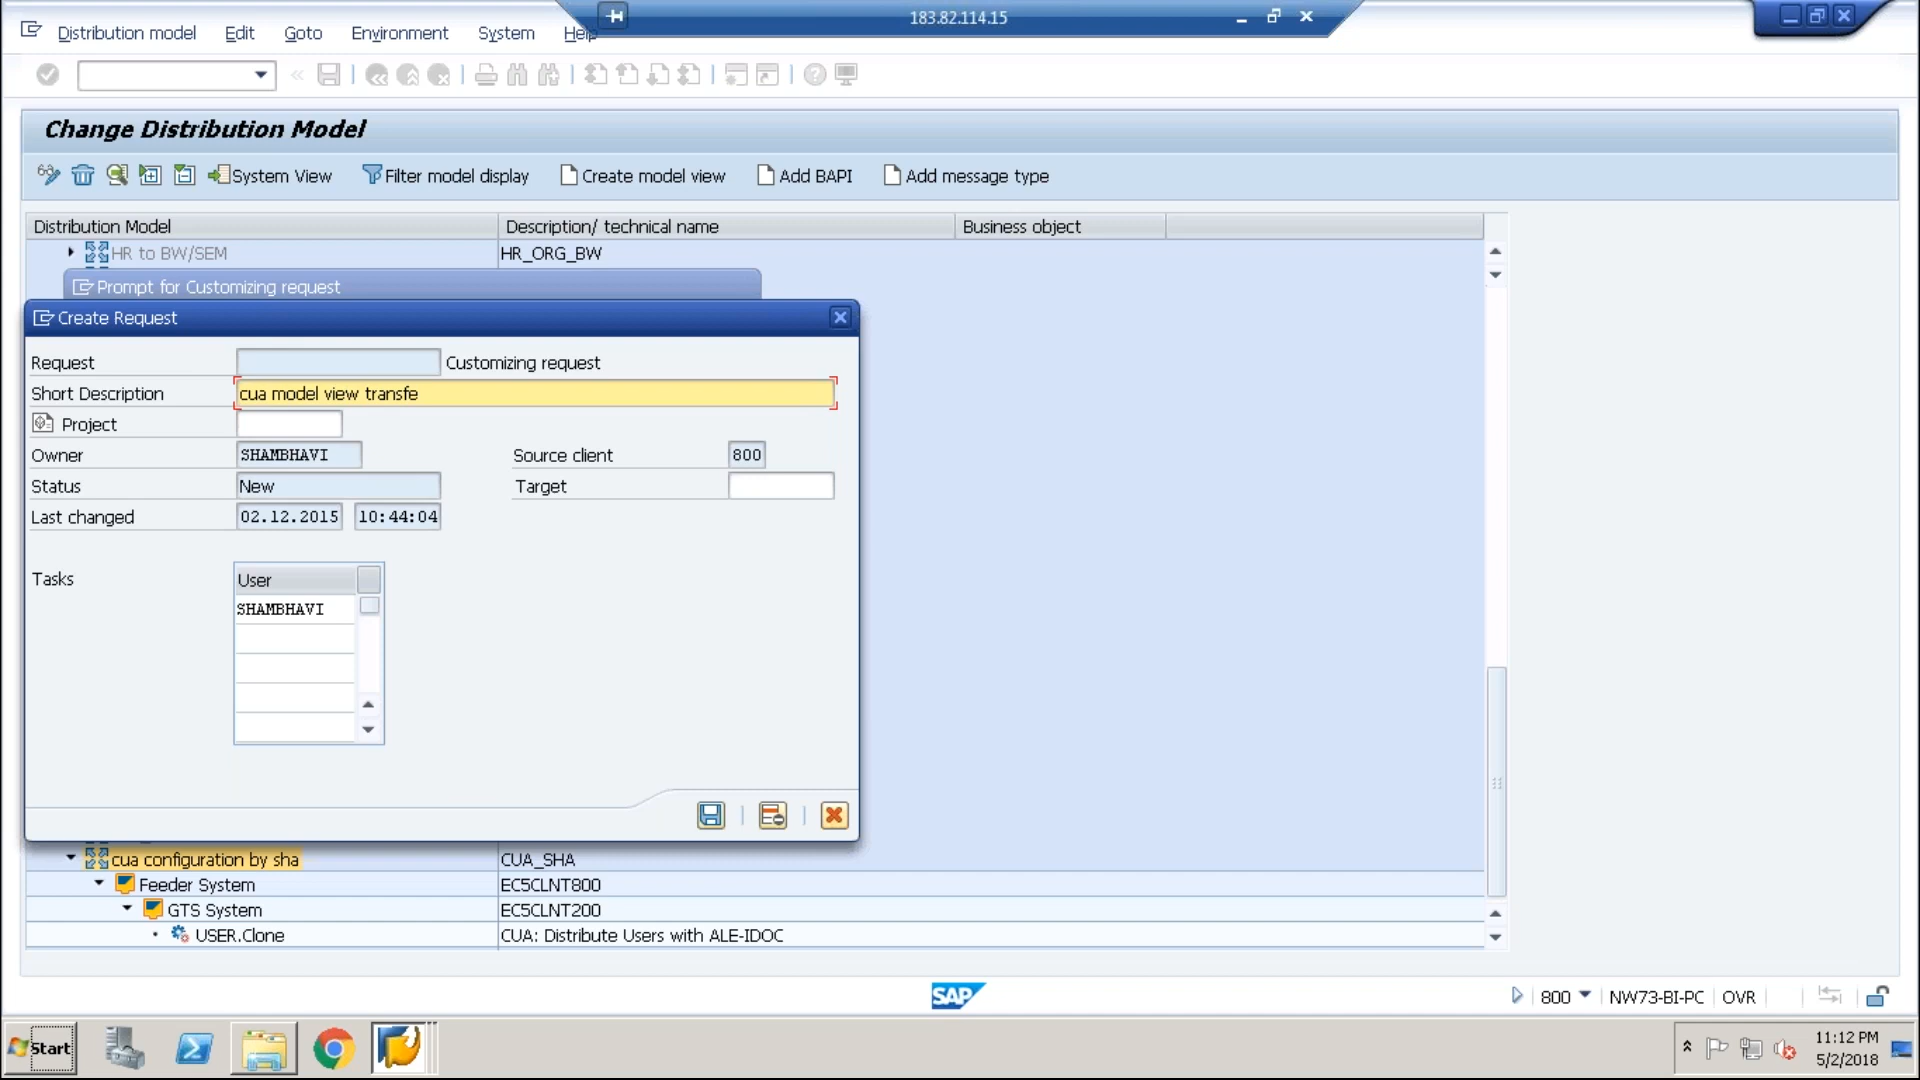 183.82.114.15
Distribution model Edit Goto Environment System Help
Change Distribution Model
System View Filter model display Create model view Add BAPI Add message type
Distribution Model Description/ technical name Business object
HR to BW/SEM HR_ORG_BW
Prompt for Customizing request
Create Request
Request Customizing request
Short Description cua model view transfe
Project
Owner SHAMBHAVI Source client 800
Status New Target
Last changed 02.12.2015 10:44:04
Tasks User
SHAMBHAVI
cua configuration by sha CUA_SHA
Feeder System EC5CLNT800
GTS System EC5CLNT200
USER.Clone CUA: Distribute Users with ALE-IDOC
SAP
800 NW73-BI-PC OVR
Start
11:12 PM
5/2/2018